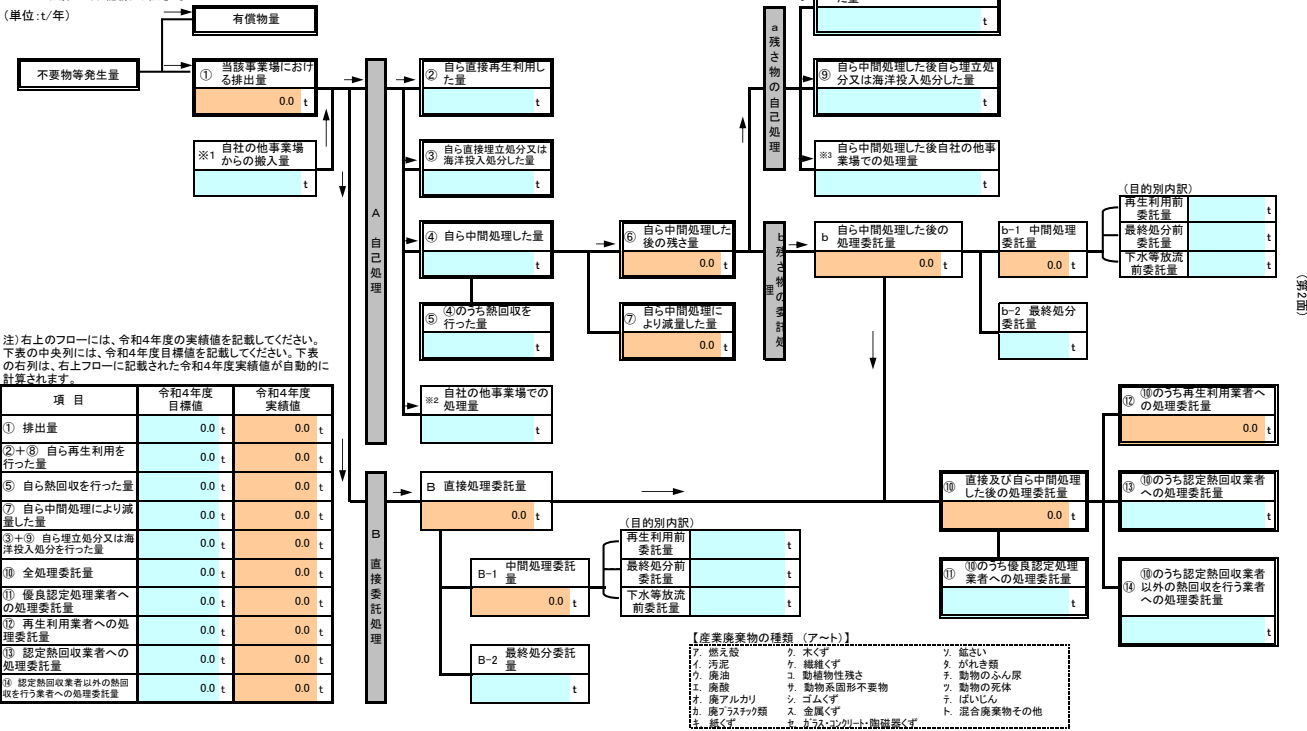 (単位:t/年)
有償物量
不要物等発生量
① 当該事業場におけ
る排出量
0.0 t
※1 自社の他事業場
からの搬入量
t
A
自
己
処
理
② 自ら直接再生利用し
た量
t
③ 自ら直接埋立処分又は
海洋投入処分した量
t
④ 自ら中間処理した量
t
⑤ ④のうち熱回収を
行った量
t
※2 自社の他事業場での
処理量
t
⑥ 自ら中間処理した
後の残さ量
0.0 t
⑦ 自ら中間処理に
より減量した量
0.0 t
a
残
さ
物
の
自
己
処
理
t
⑨ 自ら中間処理した後自ら埋立処
分又は海洋投入処分した量
t
※3 自ら中間処理した後自社の他事
業場での処理量
t
b
残
さ
物
の
委
託
処
理
b 自ら中間処理した後の
処理委託量
0.0 t
b-1 中間処理
委託量
0.0 t
b-2 最終処分
委託量
t
(目的別内訳)
再生利用前
委託量 t
最終処分前
委託量 t
下水等放流
前委託量 t
(第2面)
注)右上のフローには、令和4年度の実績値を記載してください。
下表の中央列には、令和4年度目標値を記載してください。下表
の右列は、右上フローに記載された令和4年度実績値が自動的に
計算されます。
項 目 令和4年度 目標値 令和4年度 実績値
① 排出量 0.0 t 0.0 t
②+⑧ 自ら再生利用を
行った量 0.0 t 0.0 t
⑤ 自ら熱回収を行った量 0.0 t 0.0 t
⑦ 自ら中間処理により減
量した量 0.0 t 0.0 t
③+⑨ 自ら埋立処分又は海
洋投入処分を行った量 0.0 t 0.0 t
⑩ 全処理委託量 0.0 t 0.0 t
⑪ 優良認定処理業者へ
の処理委託量 0.0 t 0.0 t
⑫ 再生利用業者への処
理委託量 0.0 t 0.0 t
⑬ 認定熱回収業者への
処理委託量 0.0 t 0.0 t
⑭ 認定熱回収業者以外の熱回
収を行う業者への処理委託量 0.0 t 0.0 t
B
直
接
委
託
処
理
B 直接処理委託量
0.0 t
B-1 中間処理委託
量
0.0 t
B-2 最終処分委託
量
t
(目的別内訳)
再生利用前
委託量 t
最終処分前
委託量 t
下水等放流
前委託量 t
⑩ 直接及び自ら中間処理
した後の処理委託量
0.0 t
⑪ ⑩のうち優良認定処理
業者への処理委託量
t
⑫ ⑩のうち再生利用業者へ
の処理委託量
0.0 t
⑬ ⑩のうち認定熱回収業者
への処理委託量
t
⑭ ⑩のうち認定熱回収業者
以外の熱回収を行う業者
への処理委託量
t
【産業廃棄物の種類 (ア~ト)】
ア. 燃え殻 ク. 木くず ソ. 鉱さい
イ. 汚泥 ケ. 繊維くず タ. がれき類
ウ. 廃油 コ. 動植物性残さ チ. 動物のふん尿
エ. 廃酸 サ. 動物系固形不要物 ツ. 動物の死体
オ. 廃アルカリ シ. ゴムくず テ. ばいじん
カ. 廃プラスチック類 ス. 金属くず ト. 混合廃棄物その他
キ. 紙くず セ. ガラス・コンクリート・陶磁器くず